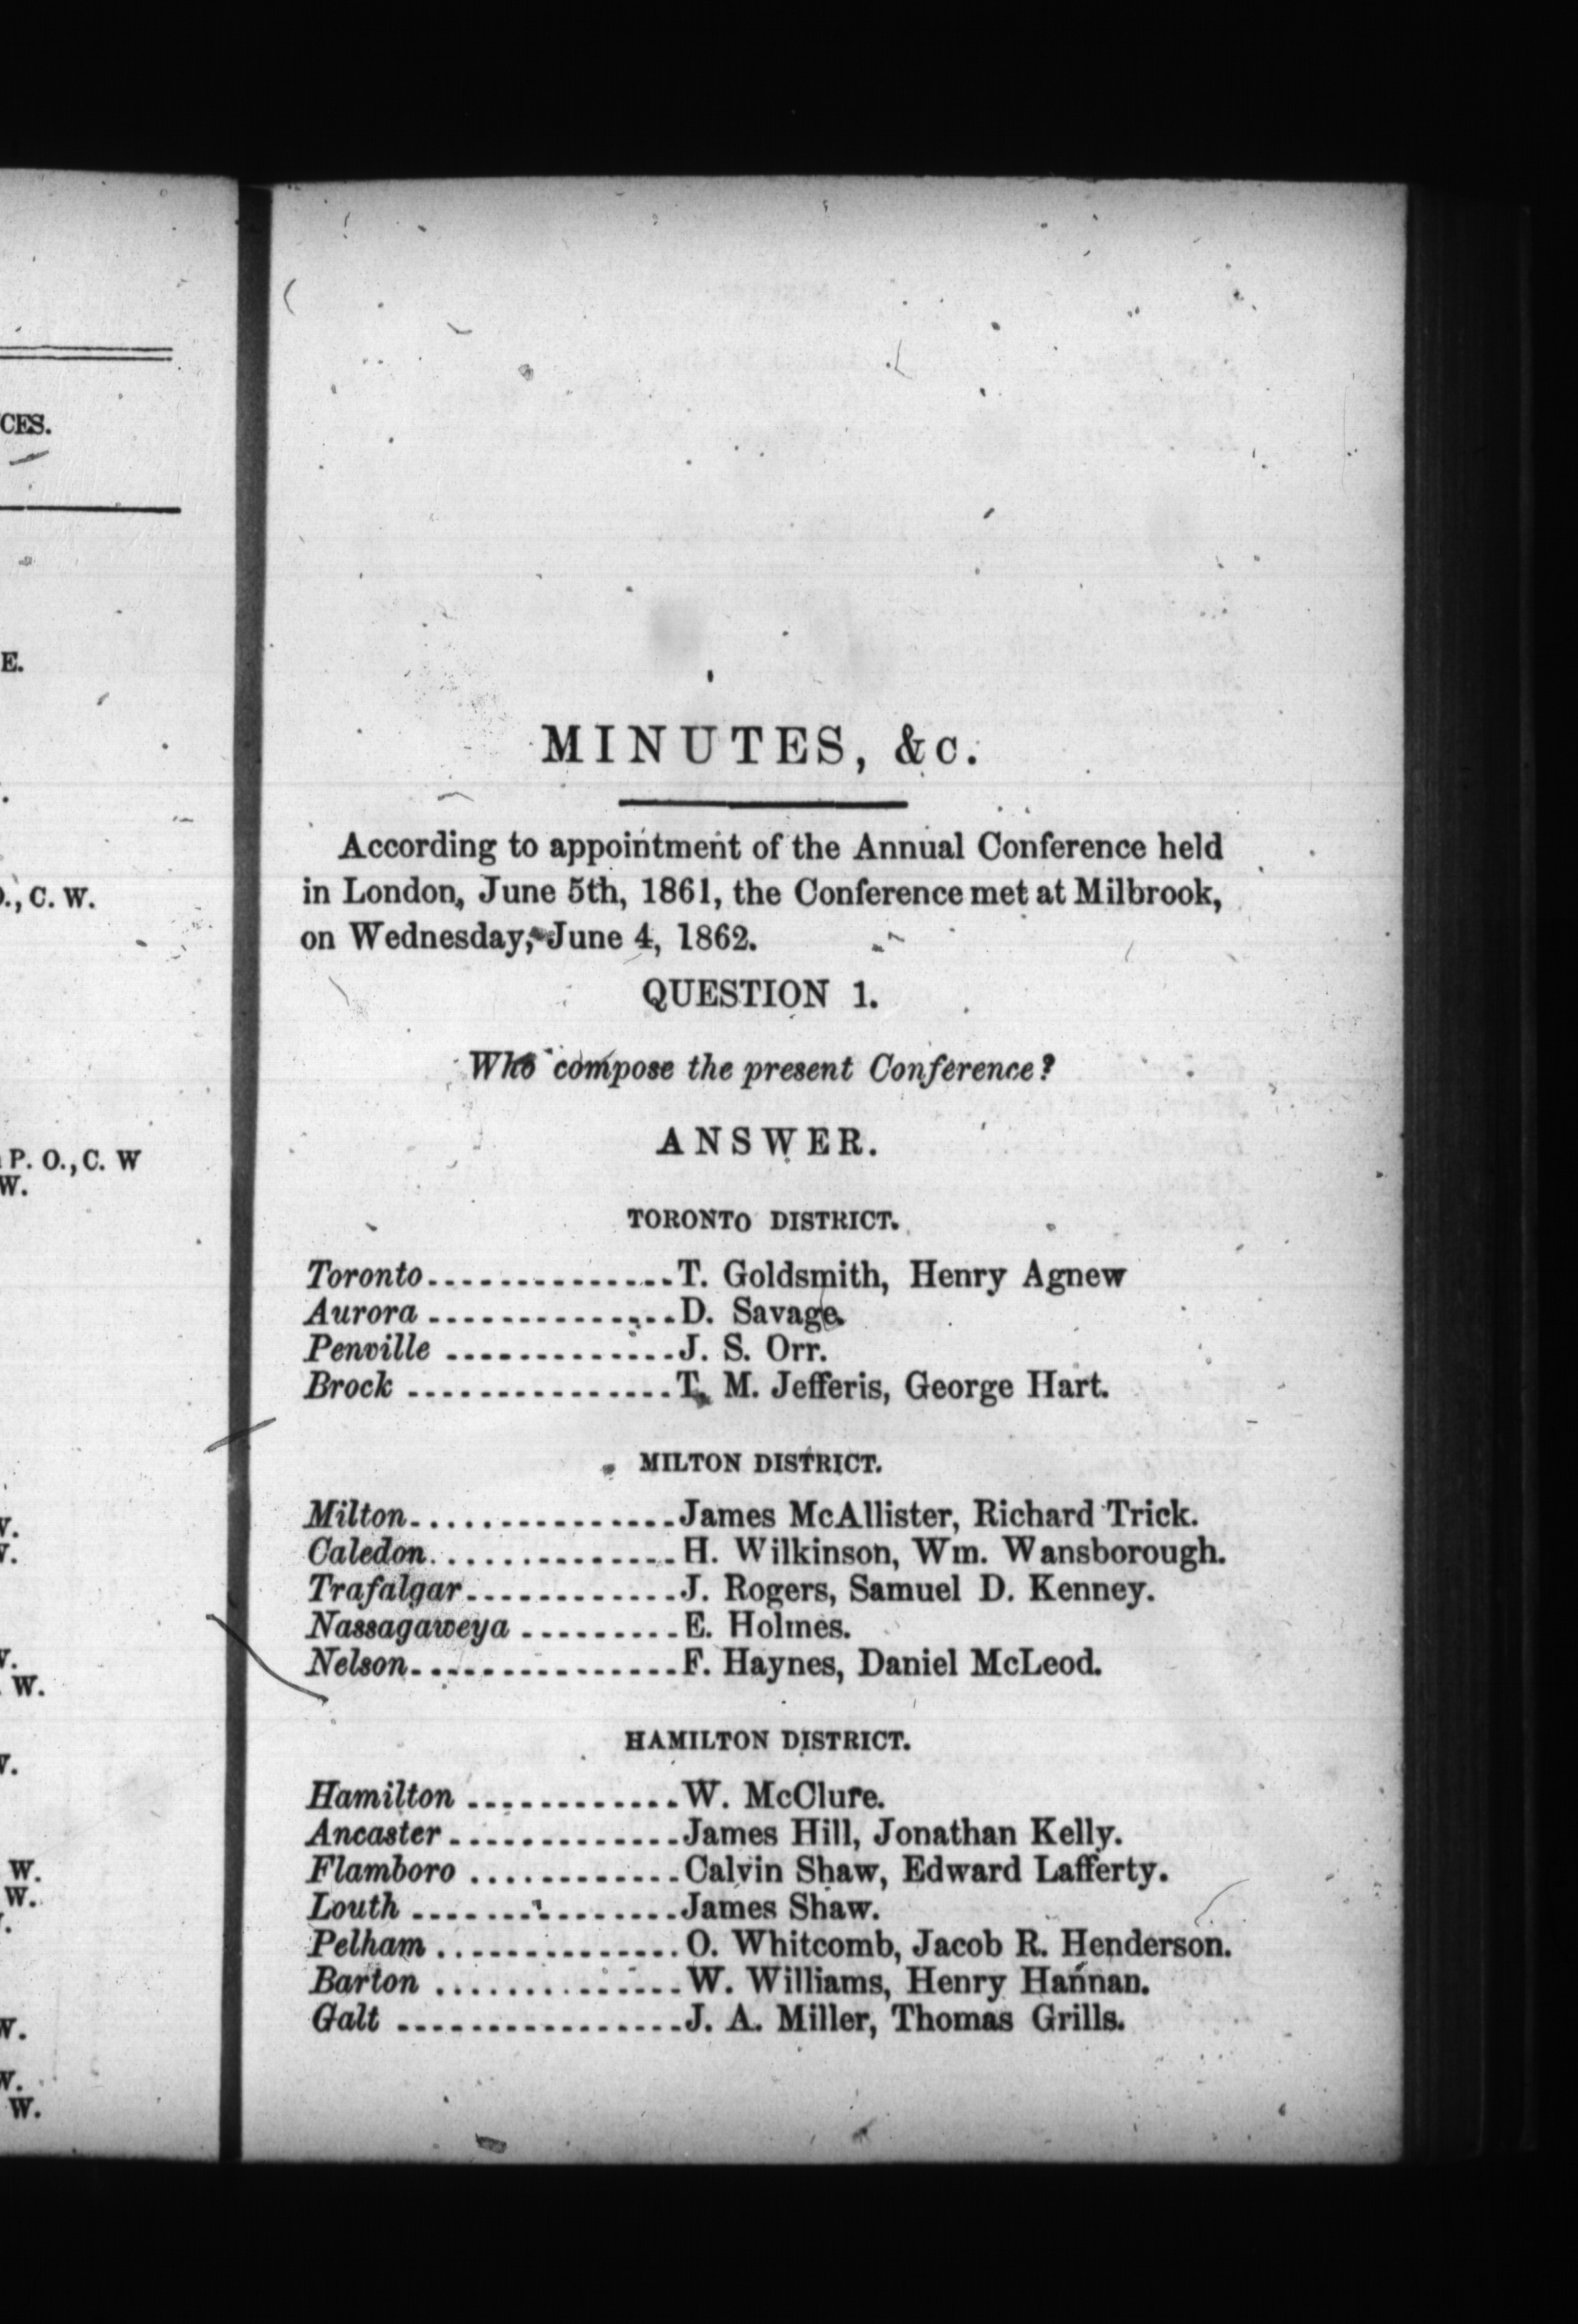 CES.
E.
C. W.
P. O., C. W
W.
W.
W.
W.
W.
W.
W.
MINUTES, &c.
According to appointment of the Annual Conference held
in London, June 5th, 1861, the Conference met at Milbrook,
on Wednesday, June 4, 1862.
QUESTION 1.
Who compose the present Conference?
ANSWER.
TORONTO DISTRICT.
Toronto..............T. Goldsmith, Henry Agnew
Aurora ..............D. Savage.
Penville .............J. S. Orr.
Brock ...............T. M. Jefferis, George Hart.
MILTON DISTRICT.
Milton...............James McAllister, Richard Trick.
Caledon..............H. Wilkinson, Wm. Wansborough.
Trafalgar............J. Rogers, Samuel D. Kenney.
Nassagaweya .........E. Holmes.
Nelson...............F. Haynes, Daniel McLeod.
HAMILTON DISTRICT.
Hamilton ............W. McClure.
Ancaster.............James Hill, Jonathan Kelly.
Flamboro ............Calvin Shaw, Edward Lafferty.
Louth ...............James Shaw.
Pelham ..............O. Whitcomb, Jacob R. Henderson.
Barton ..............W. Williams, Henry Hannan.
Galt ................J. A. Miller, Thomas Grills.